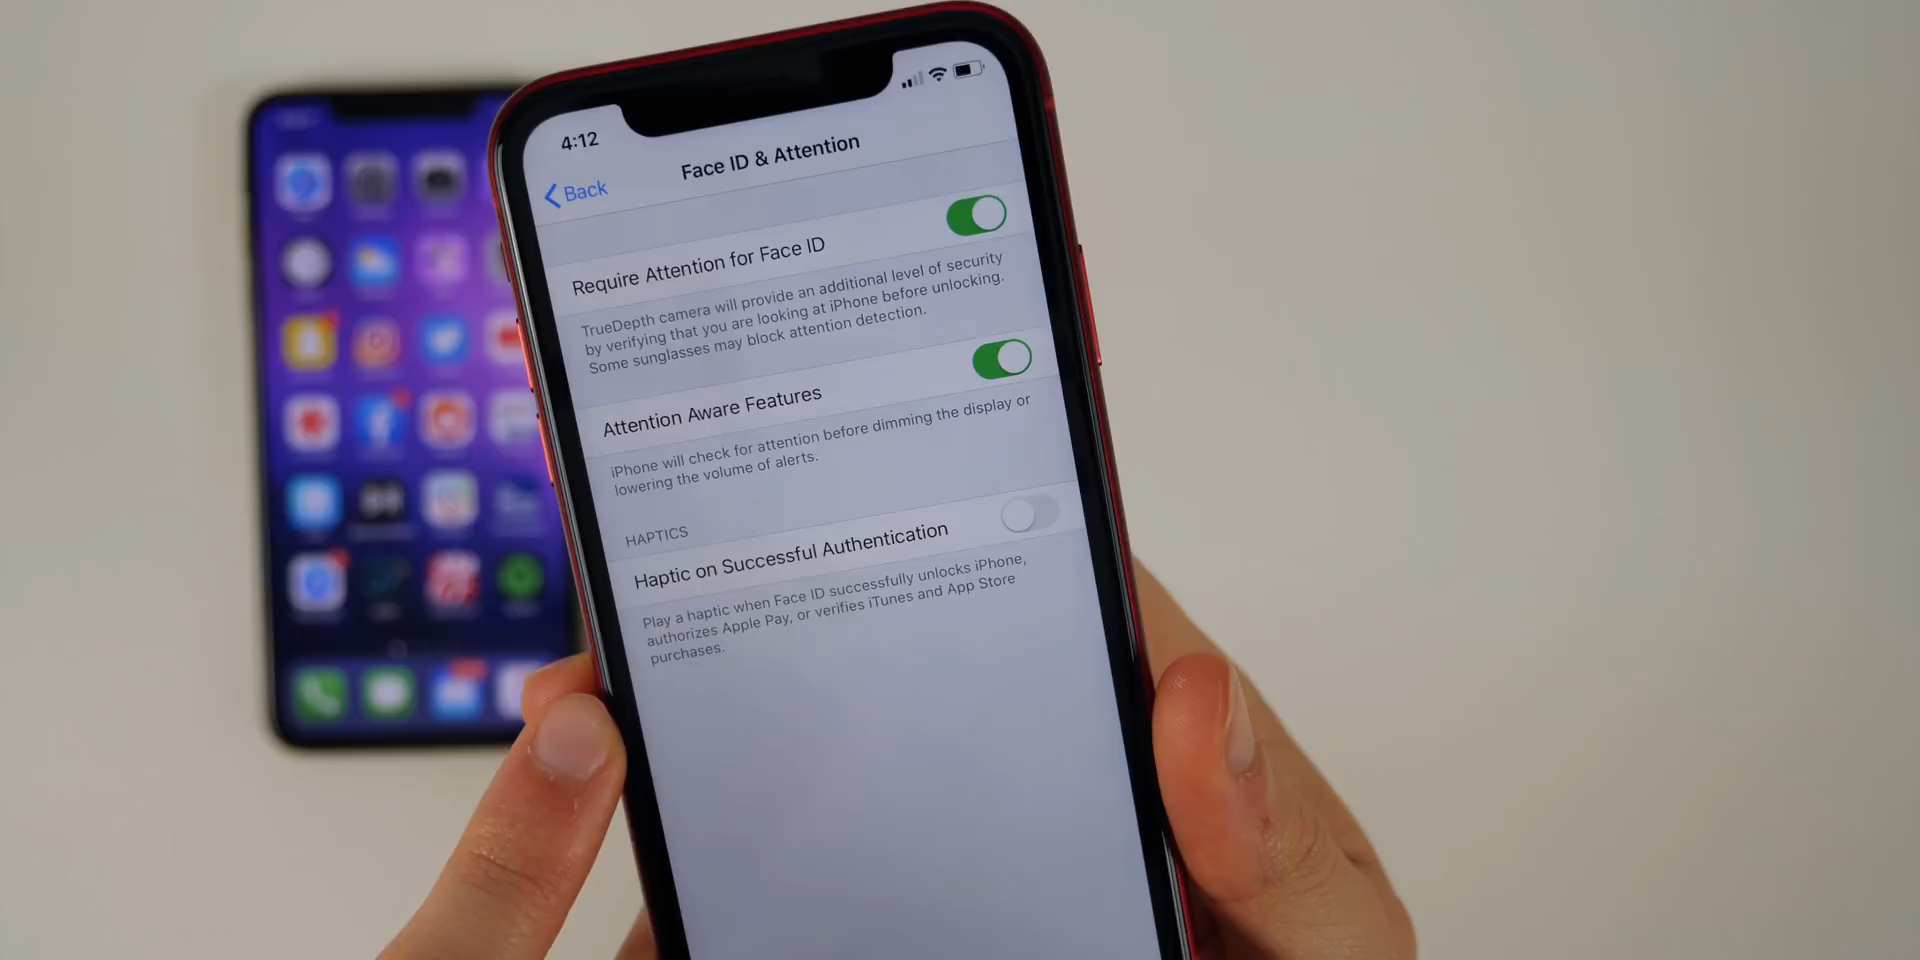 4:12
Back
Face ID & Attention
Require Attention for Face ID
TrueDepth camera will provide an additional level of security
by verifying that you are looking at iPhone before unlocking.
Some sunglasses may block attention detection.
Attention Aware Features
iPhone will check for attention before dimming the display or
lowering the volume of alerts.
HAPTICS
Haptic on Successful Authentication
Play a haptic when Face ID successfully unlocks iPhone,
authorizes Apple Pay, or verifies iTunes and App Store
purchases.